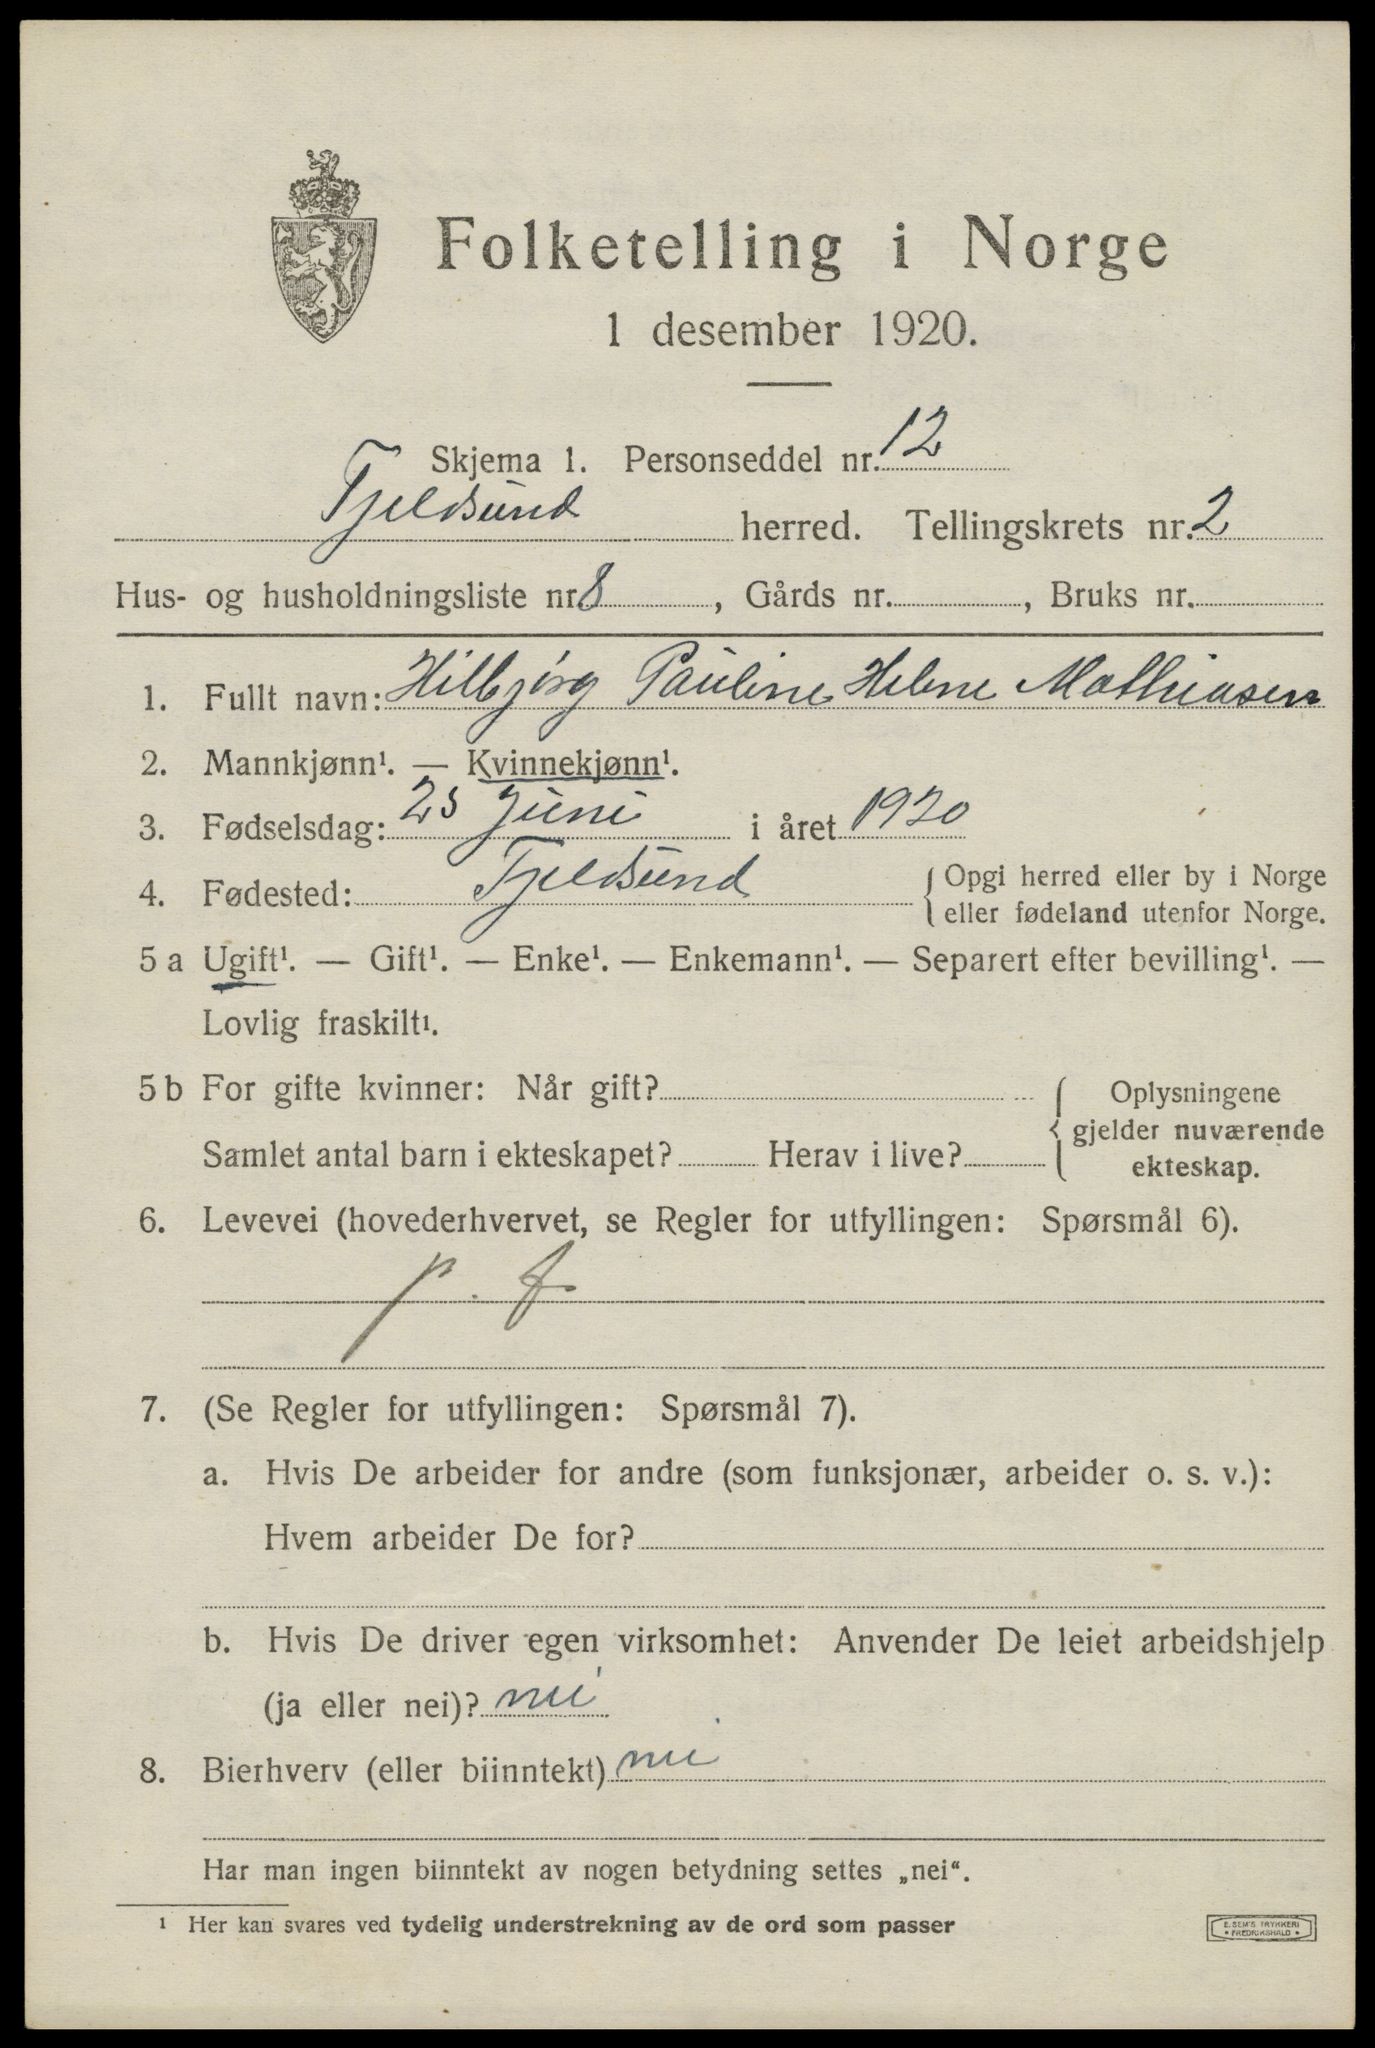 Folketelling i Norge
1 desember 1920.
Skjema 1. Personseddel nr. 12
Tjeldsund herred. Tellingskrets nr. 2
Hus- og husholdningsliste nr. 8, Gårds nr. , Bruks nr.
1. Fullt navn: Hilbjørg Pauline Helene Mathiasen
2. Mannkjønn¹. — Kvinnekjønn¹.
3. Fødselsdag: 23 Juni i året 1920
4. Fødested: Tjeldsund { Opgi herred eller by i Norge
eller fødeland utenfor Norge.
5 a Ugift¹. — Gift¹. — Enke¹. — Enkemann¹. — Separert efter bevilling¹. —
Lovlig fraskilt¹.
5 b For gifte kvinner: Når gift? { Oplysningene
gjelder nuværende
ekteskap.
Samlet antal barn i ekteskapet? Herav i live?
6. Levevei (hovederhvervet, se Regler for utfyllingen: Spørsmål 6).
p. f
7. (Se Regler for utfyllingen: Spørsmål 7).
a. Hvis De arbeider for andre (som funksjonær, arbeider o. s. v.):
Hvem arbeider De for?
b. Hvis De driver egen virksomhet: Anvender De leiet arbeidshjelp
(ja eller nei)? nei
8. Bierhverv (eller biinntekt) nei
Har man ingen biinntekt av nogen betydning settes „nei“.
¹ Her kan svares ved tydelig understrekning av de ord som passer
E. SEM'S TRYKKERI
* FREDRIKSHALD *